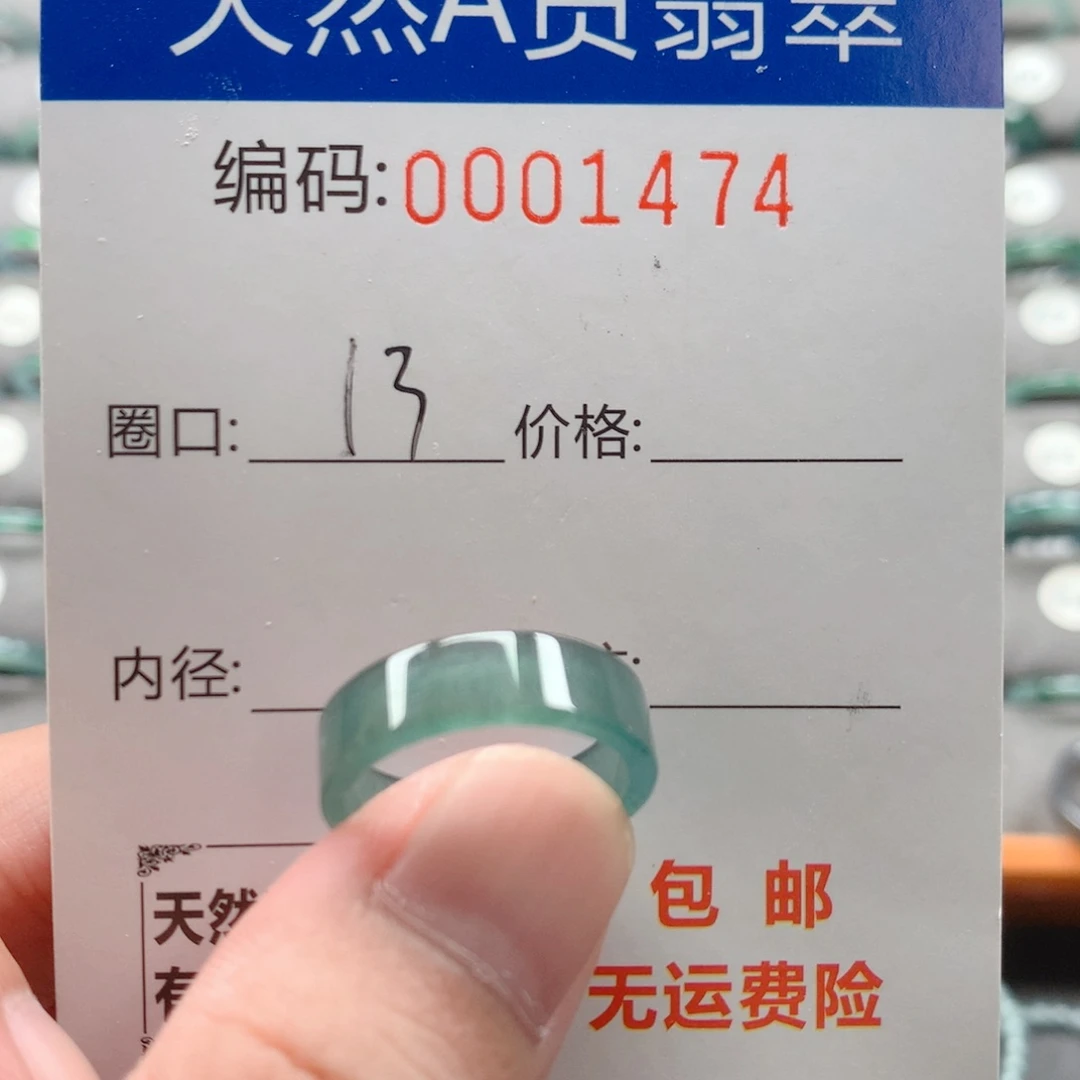 天然A货翡翠
编码:0001474
圈口: 13 价格:
内径:
天然
有
包 邮
无运费险